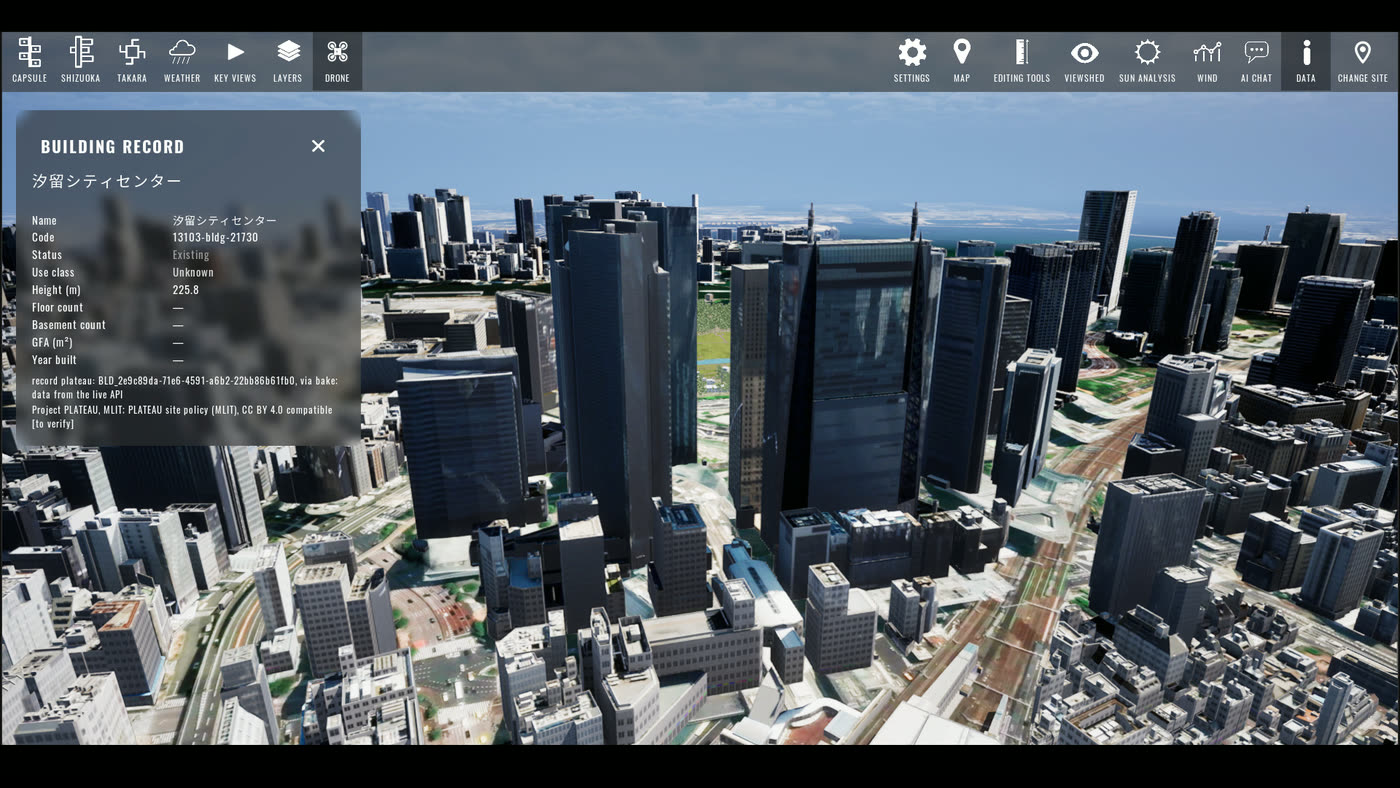 CAPSULE SHIZUOKA TAKARA WEATHER KEY VIEWS LAYERS DRONE SETTINGS MAP EDITING TOOLS VIEWSHED SUN ANALYSIS WIND AI CHAT DATA CHANGE SITE
BUILDING RECORD
汐留シティセンター
Name 汐留シティセンター
Code 13103-bldg-21730
Status Existing
Use class Unknown
Height (m) 225.8
Floor count —
Basement count —
GFA (m²) —
Year built —
record plateau: BLD_2e9c89da-71e6-4591-a6b2-22bb86b61fb0, via bake:
data from the live API
Project PLATEAU, MLIT: PLATEAU site policy (MLIT), CC BY 4.0 compatible
[to verify]